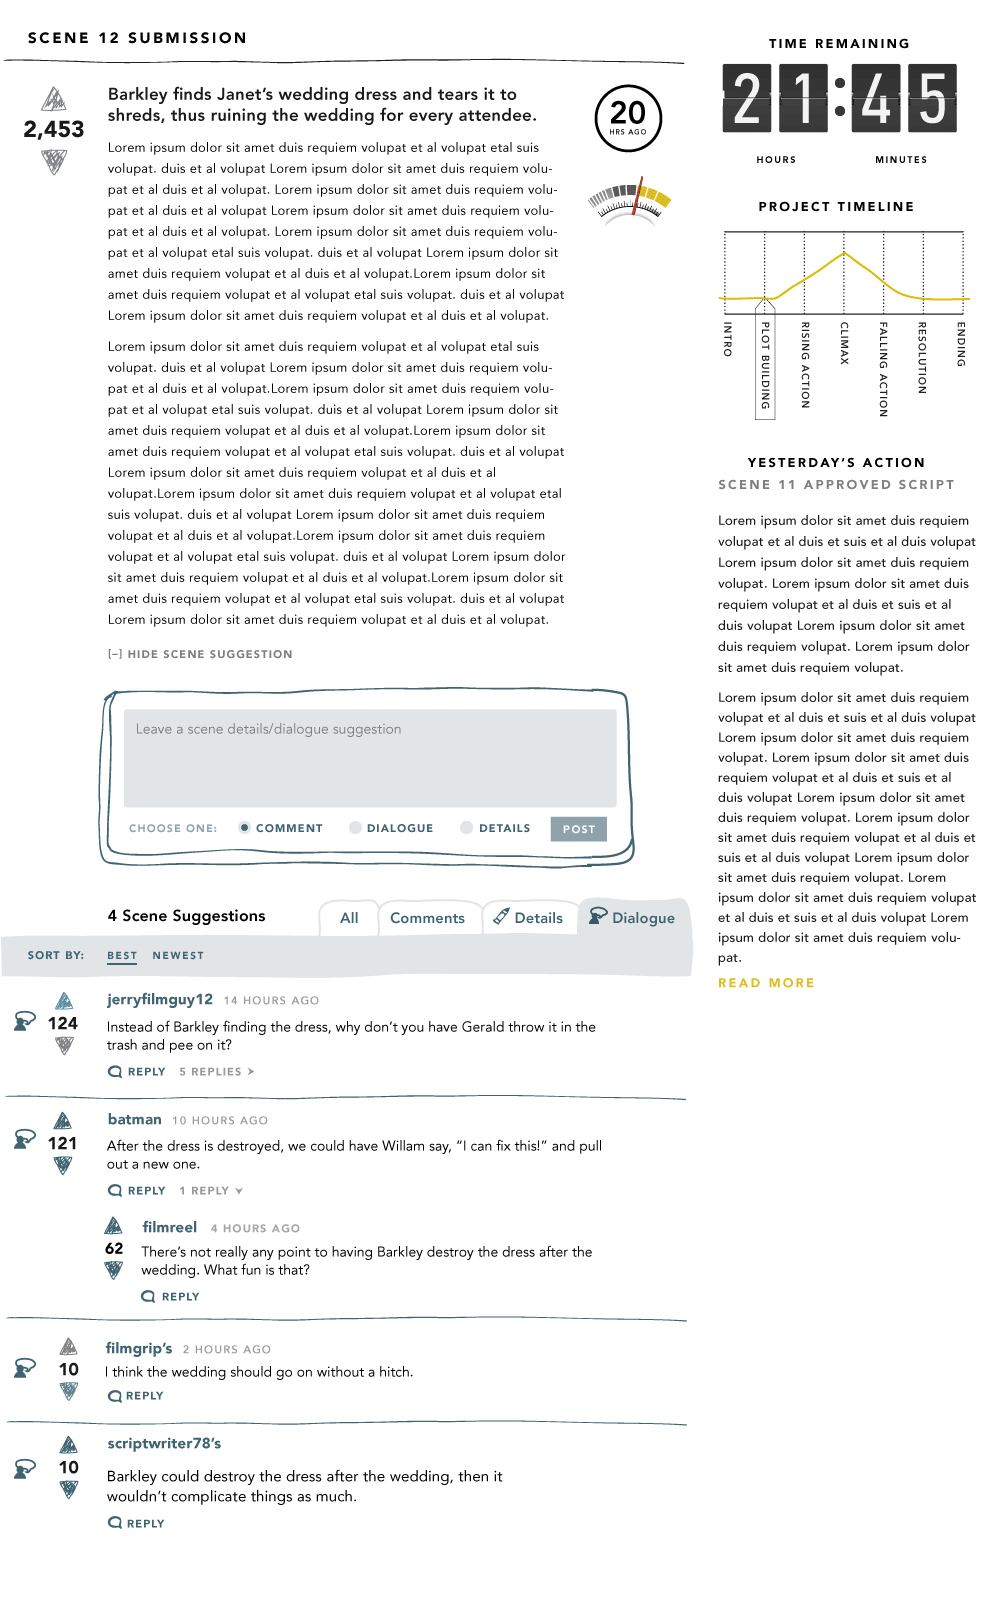 SCENE 12 SUBMISSION
2,453
Barkley finds Janet’s wedding dress and tears it to
shreds, thus ruining the wedding for every attendee.
20
HRS AGO
Lorem ipsum dolor sit amet duis requiem volupat et al volupat etal suis
volupat. duis et al volupat Lorem ipsum dolor sit amet duis requiem volu-
pat et al duis et al volupat. Lorem ipsum dolor sit amet duis requiem volu-
pat et al duis et al volupat Lorem ipsum dolor sit amet duis requiem volu-
pat et al duis et al volupat. Lorem ipsum dolor sit amet duis requiem volu-
pat et al volupat etal suis volupat. duis et al volupat Lorem ipsum dolor sit
amet duis requiem volupat et al duis et al volupat.Lorem ipsum dolor sit
amet duis requiem volupat et al volupat etal suis volupat. duis et al volupat
Lorem ipsum dolor sit amet duis requiem volupat et al duis et al volupat.
Lorem ipsum dolor sit amet duis requiem volupat et al volupat etal suis
volupat. duis et al volupat Lorem ipsum dolor sit amet duis requiem volu-
pat et al duis et al volupat.Lorem ipsum dolor sit amet duis requiem volu-
pat et al volupat etal suis volupat. duis et al volupat Lorem ipsum dolor sit
amet duis requiem volupat et al duis et al volupat.Lorem ipsum dolor sit
amet duis requiem volupat et al volupat etal suis volupat. duis et al volupat
Lorem ipsum dolor sit amet duis requiem volupat et al duis et al
volupat.Lorem ipsum dolor sit amet duis requiem volupat et al volupat etal
suis volupat. duis et al volupat Lorem ipsum dolor sit amet duis requiem
volupat et al duis et al volupat.Lorem ipsum dolor sit amet duis requiem
volupat et al volupat etal suis volupat. duis et al volupat Lorem ipsum dolor
sit amet duis requiem volupat et al duis et al volupat.Lorem ipsum dolor sit
amet duis requiem volupat et al volupat etal suis volupat. duis et al volupat
Lorem ipsum dolor sit amet duis requiem volupat et al duis et al volupat.
[–] HIDE SCENE SUGGESTION
Leave a scene details/dialogue suggestion
CHOOSE ONE: COMMENT DIALOGUE DETAILS POST
4 Scene Suggestions
All Comments Details Dialogue
SORT BY: BEST NEWEST
124
jerryfilmguy12 14 HOURS AGO
Instead of Barkley finding the dress, why don’t you have Gerald throw it in the
trash and pee on it?
REPLY 5 REPLIES
121
batman 10 HOURS AGO
After the dress is destroyed, we could have Willam say, “I can fix this!” and pull
out a new one.
REPLY 1 REPLY
62
filmreel 4 HOURS AGO
There’s not really any point to having Barkley destroy the dress after the
wedding. What fun is that?
REPLY
10
filmgrip’s 2 HOURS AGO
I think the wedding should go on without a hitch.
REPLY
10
scriptwriter78’s
Barkley could destroy the dress after the wedding, then it
wouldn’t complicate things as much.
REPLY
TIME REMAINING
21:45
HOURS MINUTES
PROJECT TIMELINE
INTRO
PLOT BUILDING
RISING ACTION
CLIMAX
FALLING ACTION
RESOLUTION
ENDING
YESTERDAY’S ACTION
SCENE 11 APPROVED SCRIPT
Lorem ipsum dolor sit amet duis requiem
volupat et al duis et suis et al duis volupat
Lorem ipsum dolor sit amet duis requiem
volupat. Lorem ipsum dolor sit amet duis
requiem volupat et al duis et suis et al
duis volupat Lorem ipsum dolor sit amet
duis requiem volupat. Lorem ipsum dolor
sit amet duis requiem volupat.
Lorem ipsum dolor sit amet duis requiem
volupat et al duis et suis et al duis volupat
Lorem ipsum dolor sit amet duis requiem
volupat. Lorem ipsum dolor sit amet duis
requiem volupat et al duis et suis et al
duis volupat Lorem ipsum dolor sit amet
duis requiem volupat. Lorem ipsum dolor
sit amet duis requiem volupat et al duis et
suis et al duis volupat Lorem ipsum dolor
sit amet duis requiem volupat. Lorem
ipsum dolor sit amet duis requiem volupat
et al duis et suis et al duis volupat Lorem
ipsum dolor sit amet duis requiem volu-
pat.
READ MORE